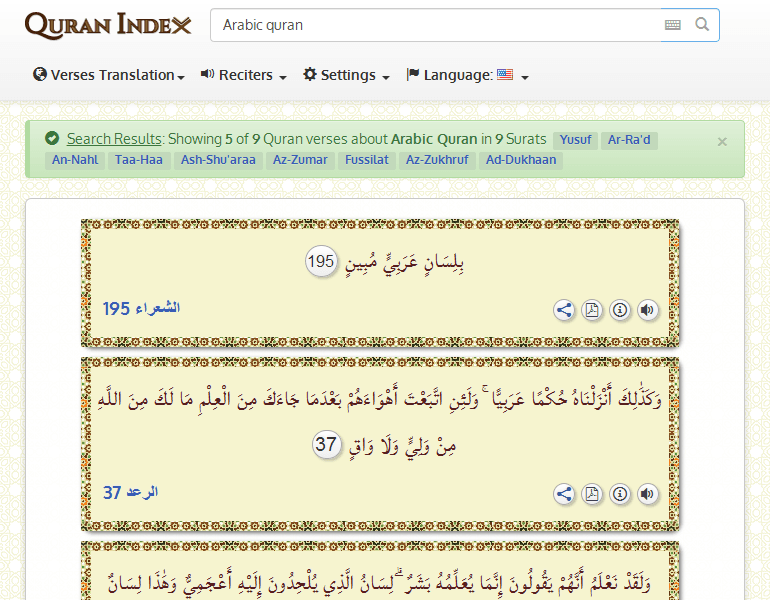 QURAN INDEX
Arabic quran
Verses Translation Reciters Settings Language:
Search Results: Showing 5 of 9 Quran verses about Arabic Quran in 9 Surats Yusuf Ar-Ra'd ×
An-Nahl Taa-Haa Ash-Shu'araa Az-Zumar Fussilat Az-Zukhruf Ad-Dukhaan
بِلِسَانٍ عَرَبِيٍّ مُبِينٍ 195
الشعراء 195
وَكَذَٰلِكَ أَنْزَلْنَاهُ حُكْمًا عَرَبِيًّا ۚ وَلَئِنِ اتَّبَعْتَ أَهْوَاءَهُمْ بَعْدَمَا جَاءَكَ مِنَ الْعِلْمِ مَا لَكَ مِنَ اللَّهِ
مِنْ وَلِيٍّ وَلَا وَاقٍ 37
الرعد 37
وَلَقَدْ نَعْلَمُ أَنَّهُمْ يَقُولُونَ إِنَّمَا يُعَلِّمُهُ بَشَرٌ ۗ لِسَانُ الَّذِي يُلْحِدُونَ إِلَيْهِ أَعْجَمِيٌّ وَهَٰذَا لِسَانٌ